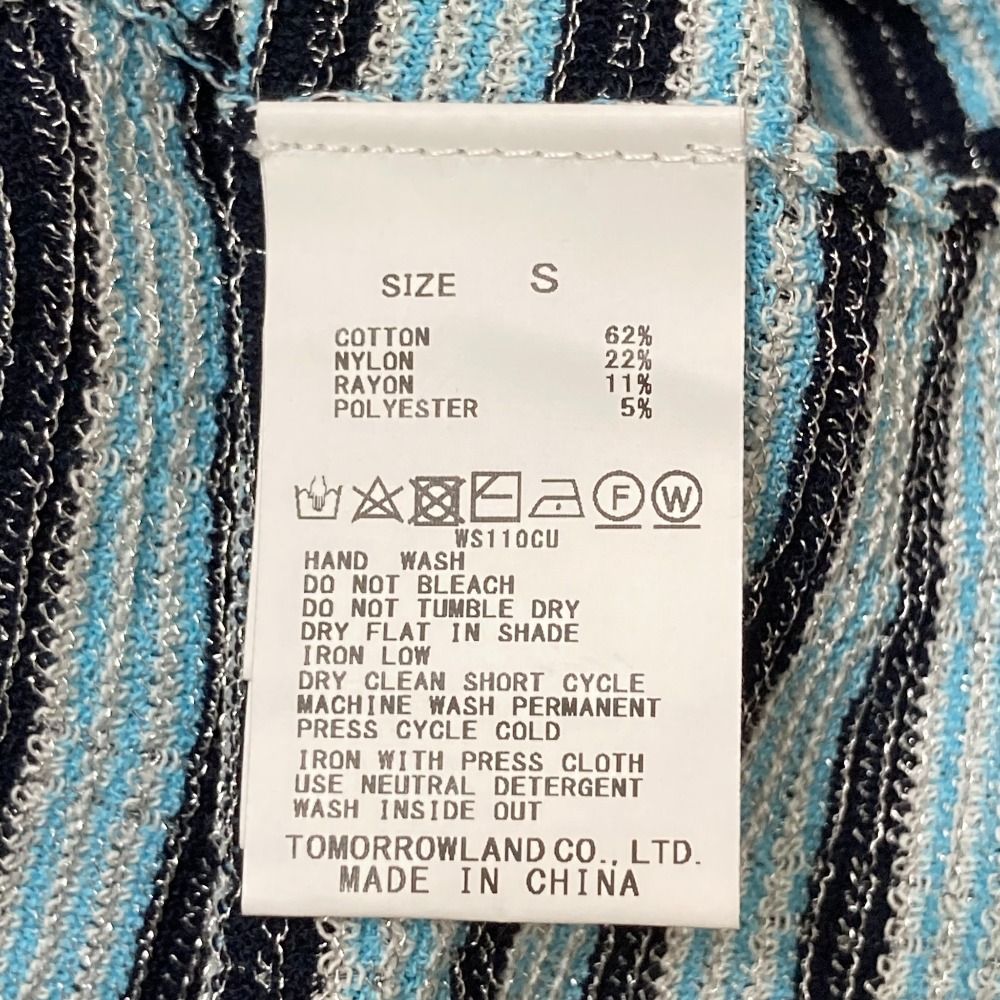 SIZE S
COTTON 62%
NYLON 22%
RAYON 11%
POLYESTER 5%
F W
WS110CU
HAND WASH
DO NOT BLEACH
DO NOT TUMBLE DRY
DRY FLAT IN SHADE
IRON LOW
DRY CLEAN SHORT CYCLE
MACHINE WASH PERMANENT
PRESS CYCLE COLD
IRON WITH PRESS CLOTH
USE NEUTRAL DETERGENT
WASH INSIDE OUT
TOMORROWLAND CO., LTD.
MADE IN CHINA